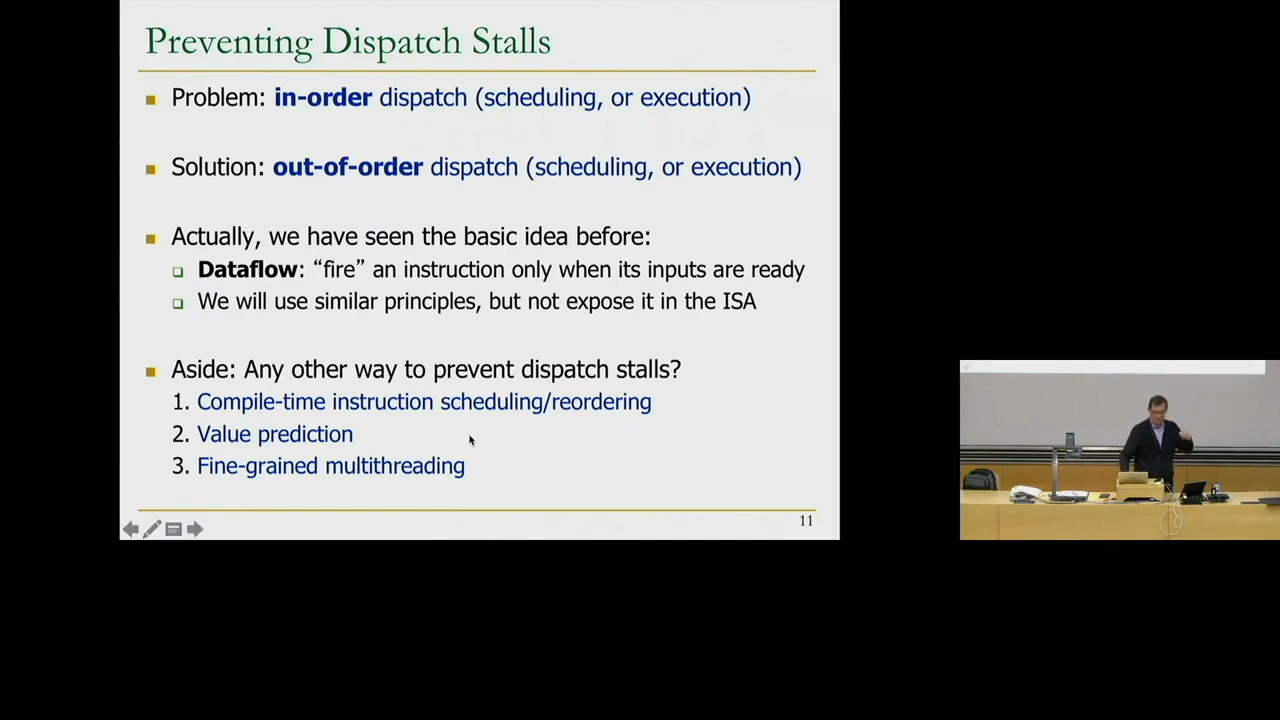 Preventing Dispatch Stalls
Problem: in-order dispatch (scheduling, or execution)
Solution: out-of-order dispatch (scheduling, or execution)
Actually, we have seen the basic idea before:
Dataflow: “fire” an instruction only when its inputs are ready
We will use similar principles, but not expose it in the ISA
Aside: Any other way to prevent dispatch stalls?
1. Compile-time instruction scheduling/reordering
2. Value prediction
3. Fine-grained multithreading
11